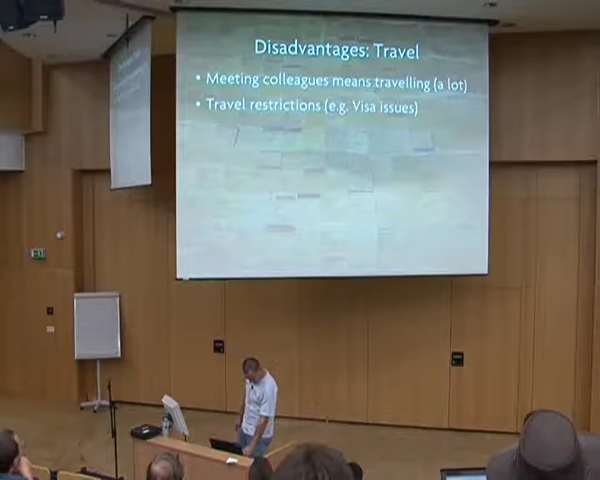 Disadvantages: Travel
• Meeting colleagues means travelling (a lot)
• Travel restrictions (e.g. Visa issues)